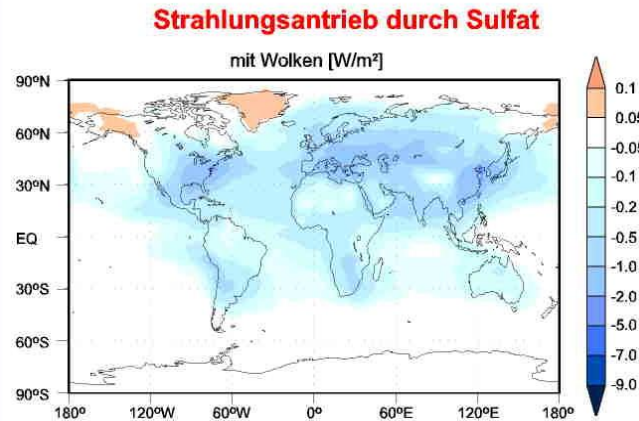 Strahlungsantrieb durch Sulfat
mit Wolken [W/m²]
90ºN
60ºN
30ºN
EQ
30ºS
60ºS
90ºS
180º 120ºW 60ºW 0º 60ºE 120ºE 180º
0.1
0.05
-0.05
-0.1
-0.2
-0.5
-1.0
-2.0
-5.0
-7.0
-9.0